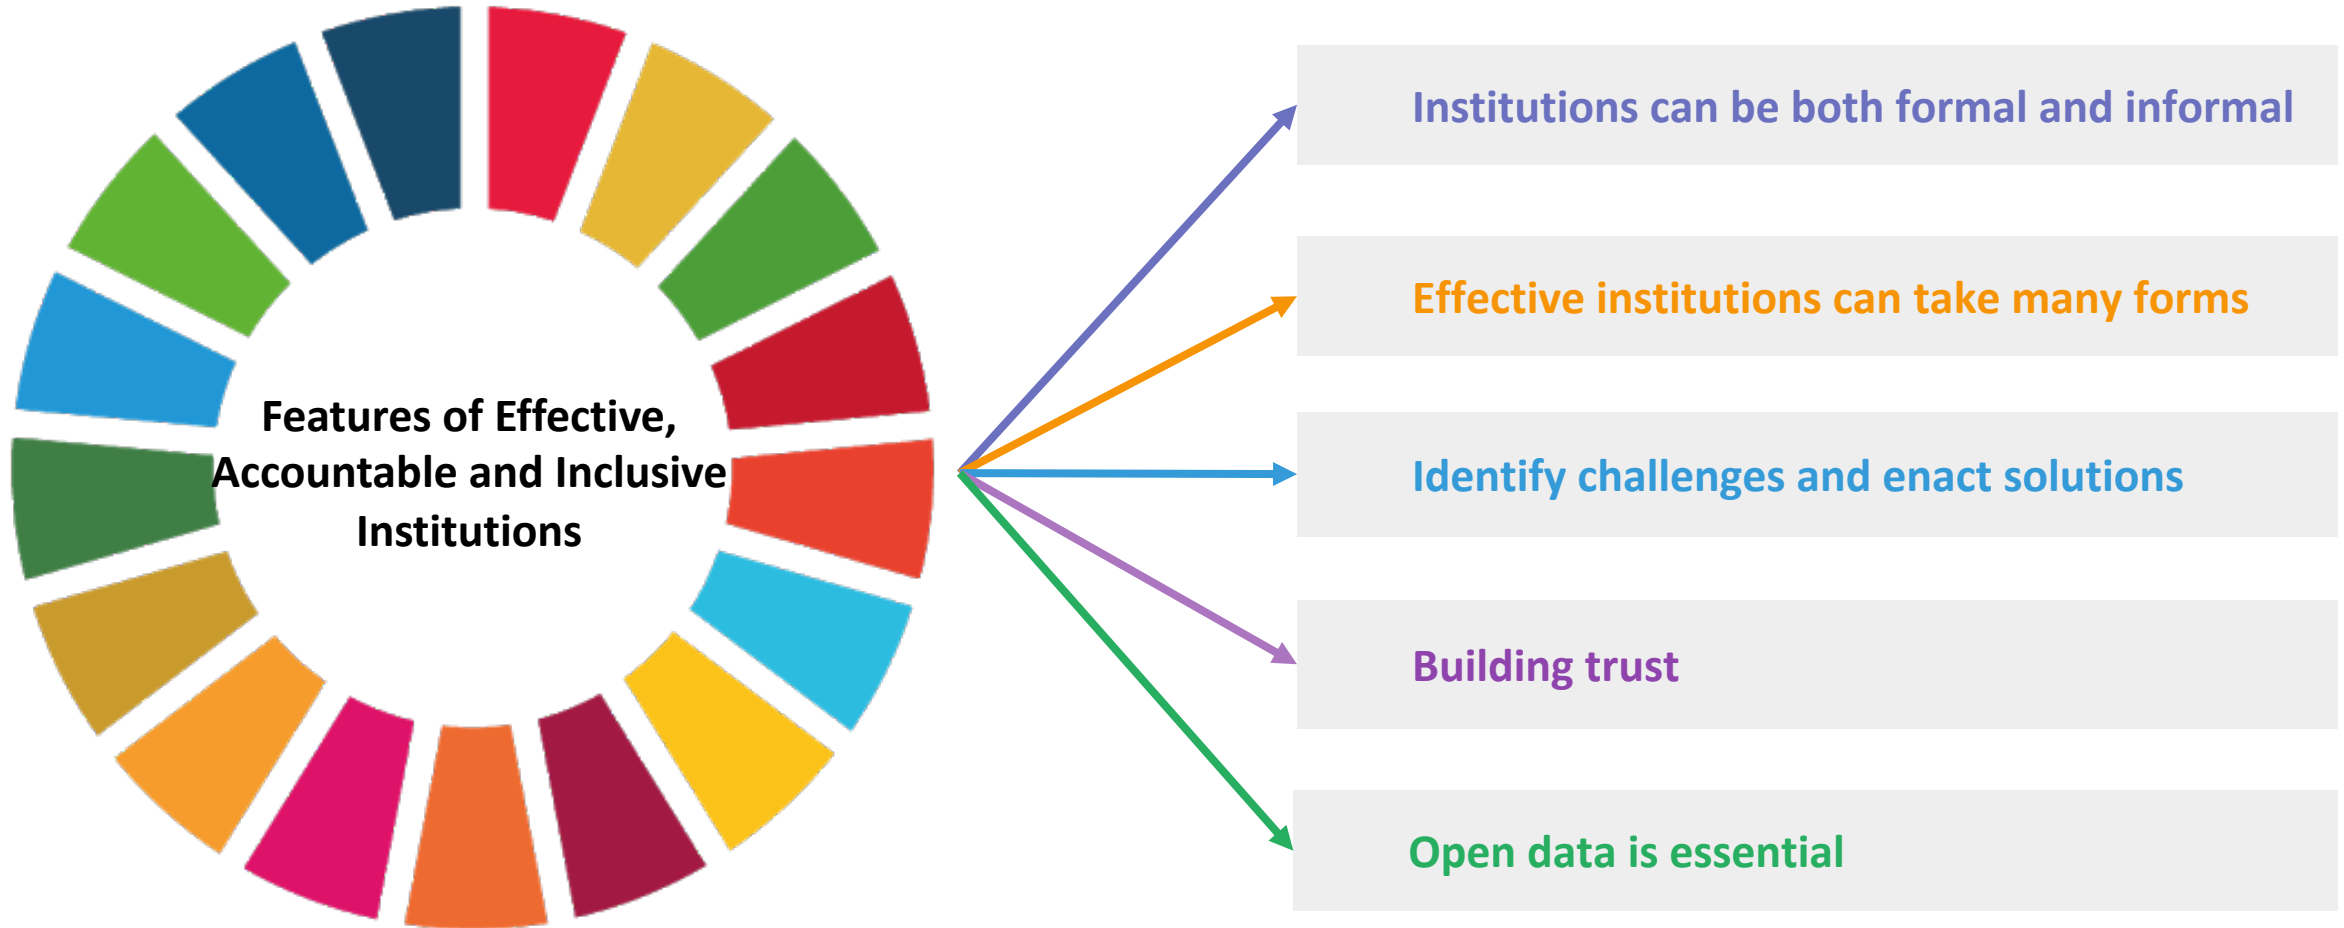 Features of Effective,
Accountable and Inclusive
Institutions
Institutions can be both formal and informal
Effective institutions can take many forms
Identify challenges and enact solutions
Building trust
Open data is essential